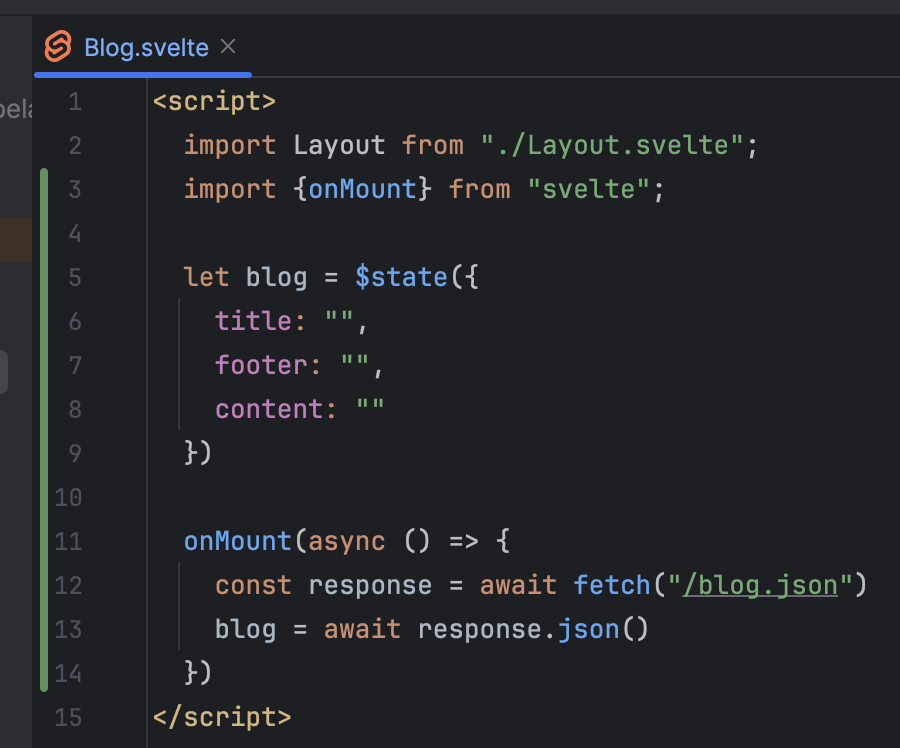 Blog.svelte
1 <script>
2   import Layout from "./Layout.svelte";
3   import {onMount} from "svelte";
4
5   let blog = $state({
6     title: "",
7     footer: "",
8     content: ""
9   })
10
11   onMount(async () => {
12     const response = await fetch("/blog.json")
13     blog = await response.json()
14   })
15 </script>